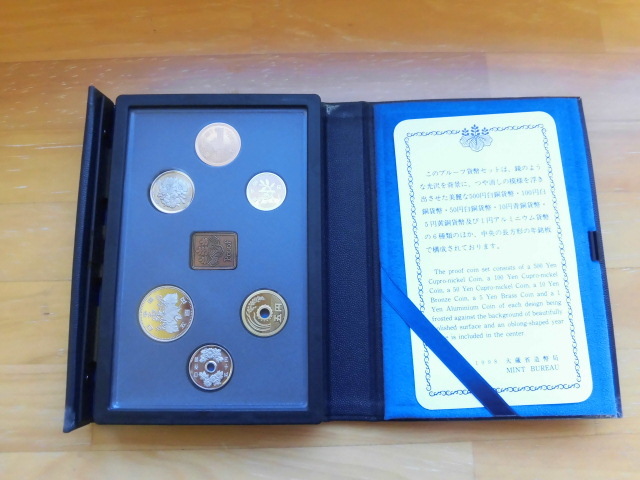 このプルーフ貨幣セットは、鏡のよう
な光沢を背景に、つや消しの模様を浮き
出させた美麗な500円白銅貨幣・100円白
銅貨幣・50円白銅貨幣・10円青銅貨幣・
5円黄銅貨幣及び1円アルミニウム貨幣
の6種類のほか、中央の長方形の年銘板
で構成されております。
The proof coin set consists of a 500 Yen
Cupro-nickel Coin, a 100 Yen Cupro-nickel
Coin, a 50 Yen Cupro-nickel Coin, a 10 Yen
Bronze Coin, a 5 Yen Brass Coin and a 1
Yen Aluminium Coin of each design being
frosted against the background of beautifully
polished surface and an oblong-shaped year
is included in the center.
大蔵省造幣局
MINT BUREAU